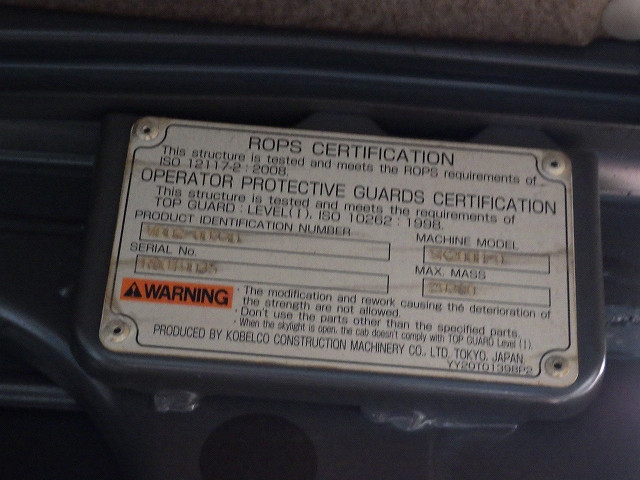 ROPS CERTIFICATION
This structure is tested and meets the ROPS requirements of
ISO 12117-2 : 2008.
OPERATOR PROTECTIVE GUARDS CERTIFICATION
This structure is tested and meets the requirements of
TOP GUARD : LEVEL(I), ISO 10262 : 1998.
PRODUCT IDENTIFICATION NUMBER
MACHINE MODEL
SERIAL No.
MAX. MASS
WARNING
· The modification and rework causing the deterioration of
the strength are not allowed.
· Don't use the parts other than the specified parts.
· When the skylight is open, the cab doesn't comply with TOP GUARD Level (I).
PRODUCED BY KOBELCO CONSTRUCTION MACHINERY CO., LTD. TOKYO, JAPAN.
YY20T01398P2